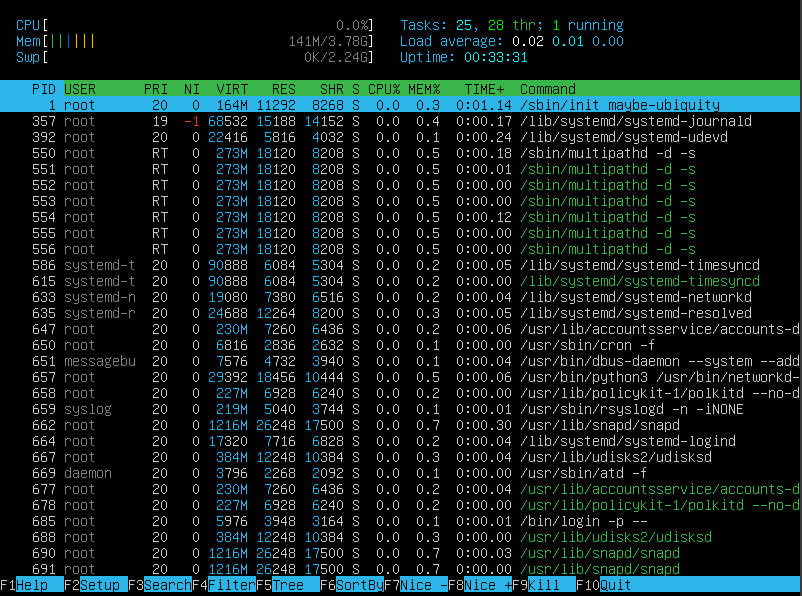 CPU[ 0.0%] Tasks: 25, 28 thr; 1 running
Mem[|||||| 141M/3.78G] Load average: 0.02 0.01 0.00
Swp[ 0K/2.24G] Uptime: 00:33:31
PID USER PRI NI VIRT RES SHR S CPU% MEM% TIME+ Command
1 root 20 0 164M 11292 8268 S 0.0 0.3 0:01.14 /sbin/init maybe-ubiquity
357 root 19 -1 68532 15188 14152 S 0.0 0.4 0:00.17 /lib/systemd/systemd-journald
392 root 20 0 22416 5816 4032 S 0.0 0.1 0:00.24 /lib/systemd/systemd-udevd
550 root RT 0 273M 18120 8208 S 0.0 0.5 0:00.18 /sbin/multipathd -d -s
551 root RT 0 273M 18120 8208 S 0.0 0.5 0:00.01 /sbin/multipathd -d -s
552 root RT 0 273M 18120 8208 S 0.0 0.5 0:00.00 /sbin/multipathd -d -s
553 root RT 0 273M 18120 8208 S 0.0 0.5 0:00.00 /sbin/multipathd -d -s
554 root RT 0 273M 18120 8208 S 0.0 0.5 0:00.12 /sbin/multipathd -d -s
555 root RT 0 273M 18120 8208 S 0.0 0.5 0:00.00 /sbin/multipathd -d -s
556 root RT 0 273M 18120 8208 S 0.0 0.5 0:00.00 /sbin/multipathd -d -s
586 systemd-t 20 0 90888 6084 5304 S 0.0 0.2 0:00.05 /lib/systemd/systemd-timesyncd
615 systemd-t 20 0 90888 6084 5304 S 0.0 0.2 0:00.00 /lib/systemd/systemd-timesyncd
633 systemd-n 20 0 19080 7380 6516 S 0.0 0.2 0:00.04 /lib/systemd/systemd-networkd
635 systemd-r 20 0 24688 12264 8200 S 0.0 0.3 0:00.05 /lib/systemd/systemd-resolved
647 root 20 0 230M 7260 6436 S 0.0 0.2 0:00.06 /usr/lib/accountsservice/accounts-d
650 root 20 0 6816 2836 2632 S 0.0 0.1 0:00.00 /usr/sbin/cron -f
651 messagebu 20 0 7576 4732 3940 S 0.0 0.1 0:00.04 /usr/bin/dbus-daemon --system --add
657 root 20 0 29392 18456 10444 S 0.0 0.5 0:00.06 /usr/bin/python3 /usr/bin/networkd-
658 root 20 0 227M 6928 6240 S 0.0 0.2 0:00.00 /usr/lib/policykit-1/polkitd --no-d
659 syslog 20 0 219M 5040 3744 S 0.0 0.1 0:00.01 /usr/sbin/rsyslogd -n -iNONE
662 root 20 0 1216M 26248 17500 S 0.0 0.7 0:00.30 /usr/lib/snapd/snapd
664 root 20 0 17320 7716 6828 S 0.0 0.2 0:00.04 /lib/systemd/systemd-logind
667 root 20 0 384M 12248 10384 S 0.0 0.3 0:00.04 /usr/lib/udisks2/udisksd
669 daemon 20 0 3796 2268 2092 S 0.0 0.1 0:00.00 /usr/sbin/atd -f
677 root 20 0 230M 7260 6436 S 0.0 0.2 0:00.04 /usr/lib/accountsservice/accounts-d
678 root 20 0 227M 6928 6240 S 0.0 0.2 0:00.00 /usr/lib/policykit-1/polkitd --no-d
685 root 20 0 5976 3948 3164 S 0.0 0.1 0:00.01 /bin/login -p --
688 root 20 0 384M 12248 10384 S 0.0 0.3 0:00.00 /usr/lib/udisks2/udisksd
690 root 20 0 1216M 26248 17500 S 0.0 0.7 0:00.03 /usr/lib/snapd/snapd
691 root 20 0 1216M 26248 17500 S 0.0 0.7 0:00.00 /usr/lib/snapd/snapd
F1Help F2Setup F3SearchF4FilterF5Tree F6SortByF7Nice -F8Nice +F9Kill F10Quit